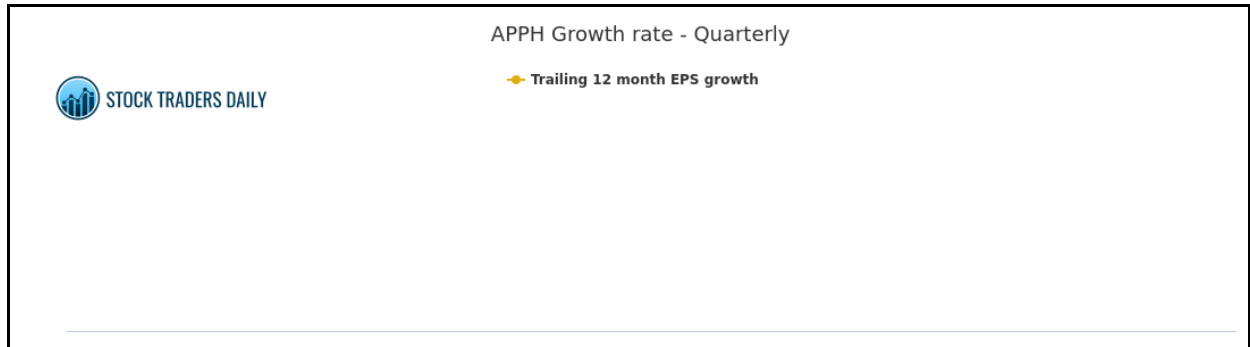 APPH Growth rate - Quarterly
Trailing 12 month EPS growth
STOCK TRADERS DAILY